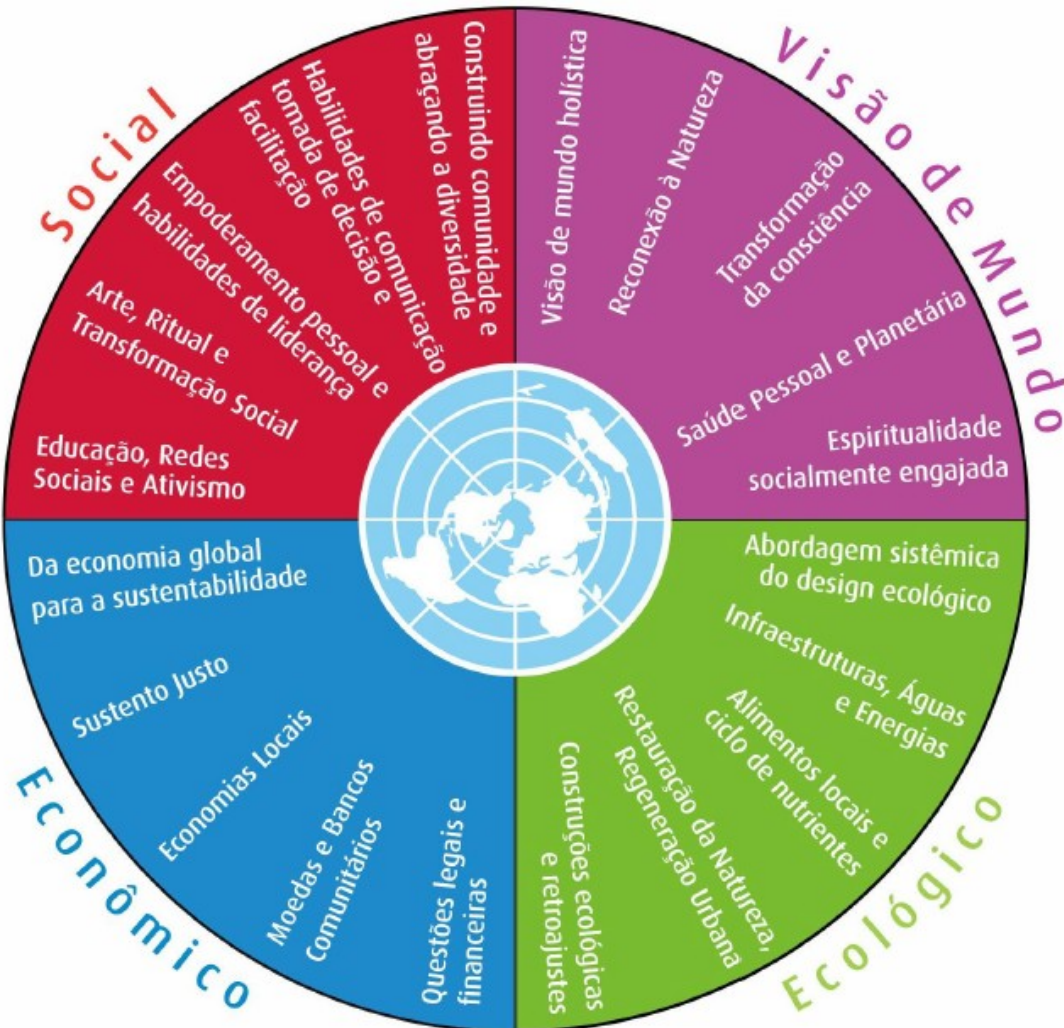 Social
Construindo comunidade e
abraçando a diversidade
Habilidades de comunicação
tomada de decisão e
facilitação
Empoderamento pessoal e
habilidades de liderança
Arte, Ritual e
Transformação Social
Educação, Redes
Sociais e Ativismo
Visão de Mundo
Visão de mundo holística
Reconexão à Natureza
Transformação
da consciência
Saúde Pessoal e Planetária
Espiritualidade
socialmente engajada
Ecológico
Abordagem sistêmica
do design ecológico
Infraestruturas, Águas
e Energias
Alimentos locais e
ciclo de nutrientes
Restauração da Natureza,
Regeneração Urbana
Construções ecológicas
e retroajustes
Econômico
Da economia global
para a sustentabilidade
Sustento Justo
Economias Locais
Moedas e Bancos
Comunitários
Questões legais e
financeiras